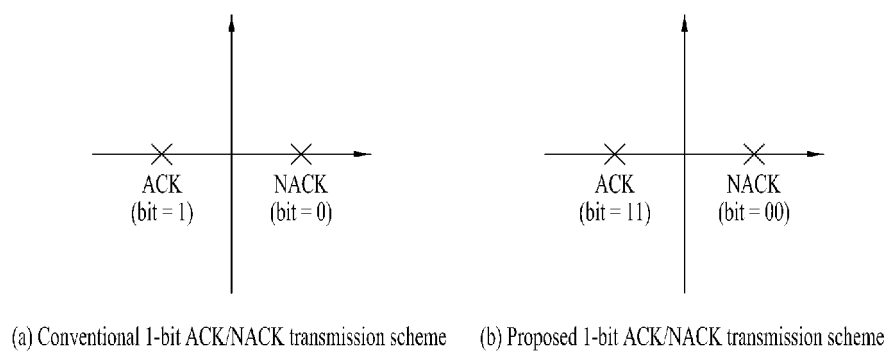 ACK
(bit = 1)
NACK
(bit = 0)
ACK
(bit = 11)
NACK
(bit = 00)
(a) Conventional 1-bit ACK/NACK transmission scheme
(b) Proposed 1-bit ACK/NACK transmission scheme